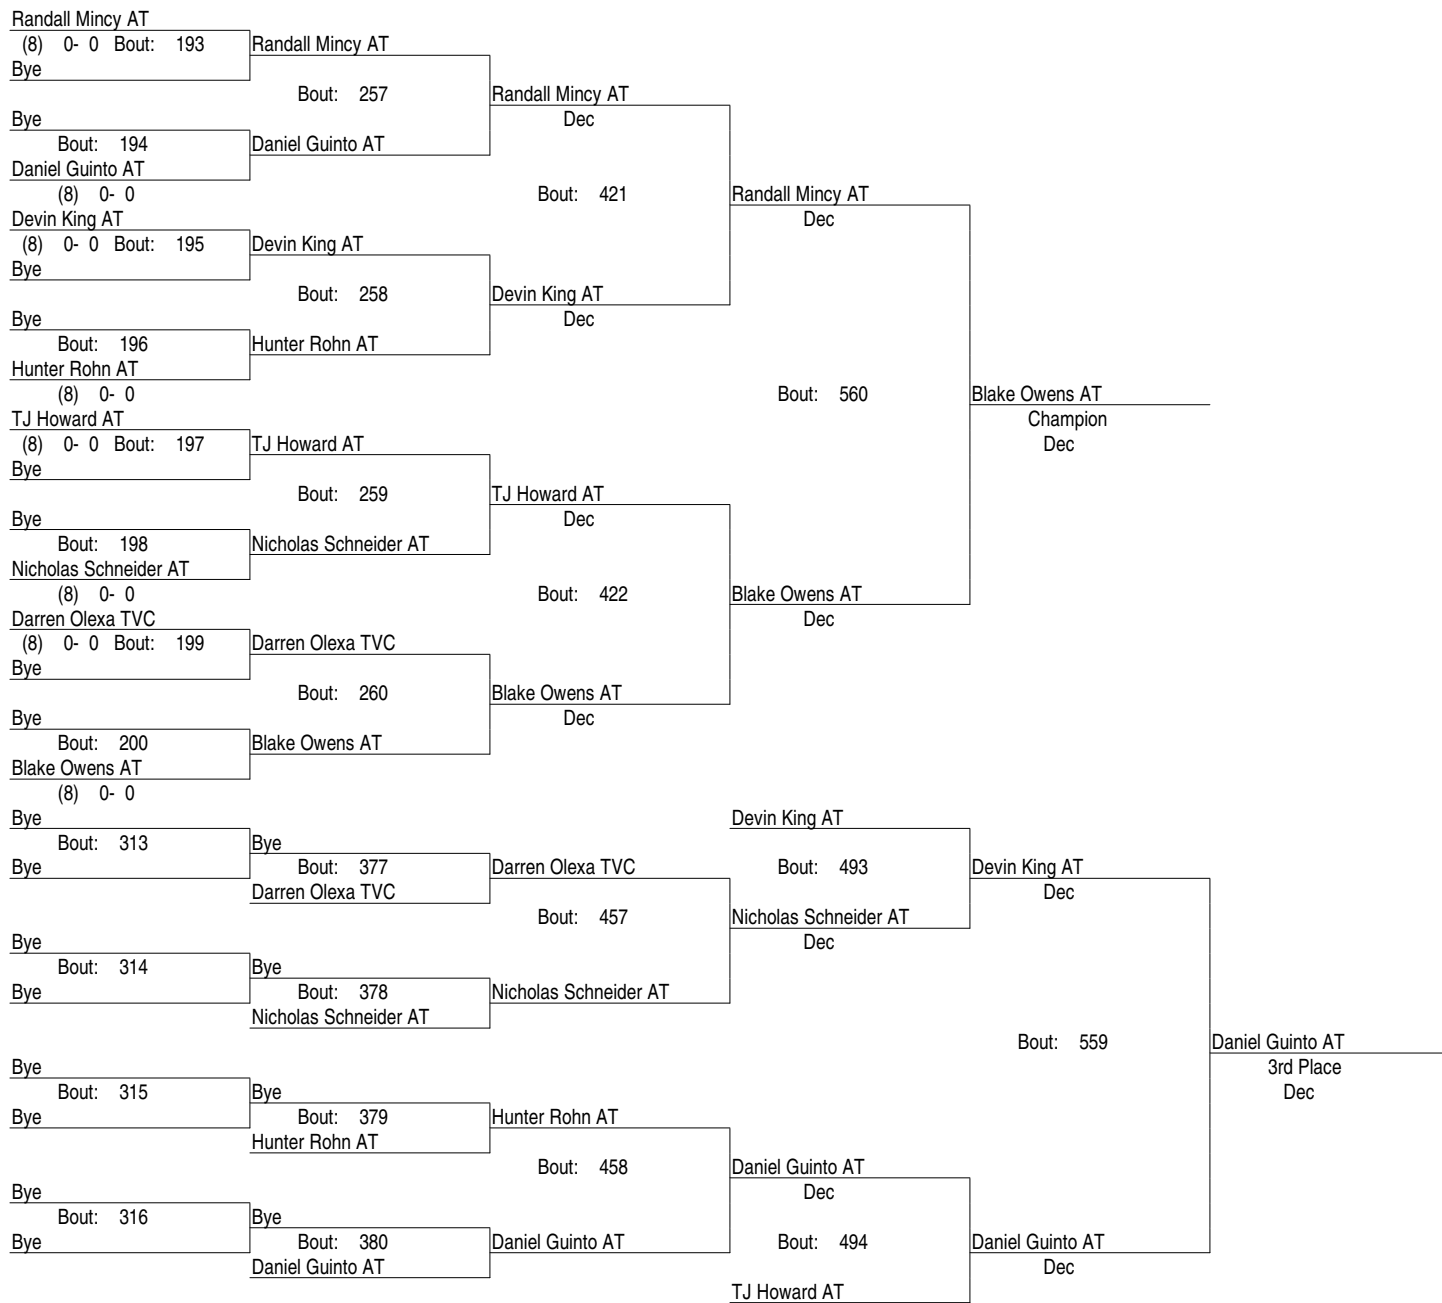 Randall Mincy AT
(8) 0- 0 Bout: 193 Randall Mincy AT
Bye
Bout: 257 Randall Mincy AT
Bye Dec
Bout: 194 Daniel Guinto AT
Daniel Guinto AT
(8) 0- 0 Bout: 421 Randall Mincy AT
Devin King AT Dec
(8) 0- 0 Bout: 195 Devin King AT
Bye
Bout: 258 Devin King AT
Bye Dec
Bout: 196 Hunter Rohn AT
Hunter Rohn AT
(8) 0- 0 Bout: 560 Blake Owens AT
TJ Howard AT Champion
(8) 0- 0 Bout: 197 TJ Howard AT Dec
Bye
Bout: 259 TJ Howard AT
Bye Dec
Bout: 198 Nicholas Schneider AT
Nicholas Schneider AT
(8) 0- 0 Bout: 422 Blake Owens AT
Darren Olexa TVC Dec
(8) 0- 0 Bout: 199 Darren Olexa TVC
Bye
Bout: 260 Blake Owens AT
Bye Dec
Bout: 200 Blake Owens AT
Blake Owens AT
(8) 0- 0
Bye Devin King AT
Bout: 313 Bye
Bye Bout: 377 Darren Olexa TVC Bout: 493 Devin King AT
Darren Olexa TVC Dec
Bout: 457 Nicholas Schneider AT
Bye Dec
Bout: 314 Bye
Bye Bout: 378 Nicholas Schneider AT
Nicholas Schneider AT
Bout: 559 Daniel Guinto AT
Bye 3rd Place
Bout: 315 Bye Dec
Bye Bout: 379 Hunter Rohn AT
Hunter Rohn AT
Bout: 458 Daniel Guinto AT
Bye Dec
Bout: 316 Bye
Bye Bout: 380 Daniel Guinto AT Bout: 494 Daniel Guinto AT
Daniel Guinto AT Dec
TJ Howard AT